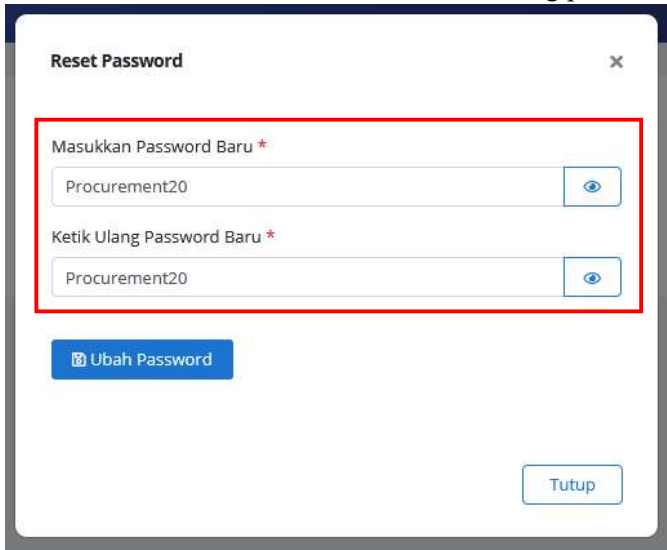 Reset Password ×
Masukkan Password Baru *
Procurement20
Ketik Ulang Password Baru *
Procurement20
Ubah Password
Tutup